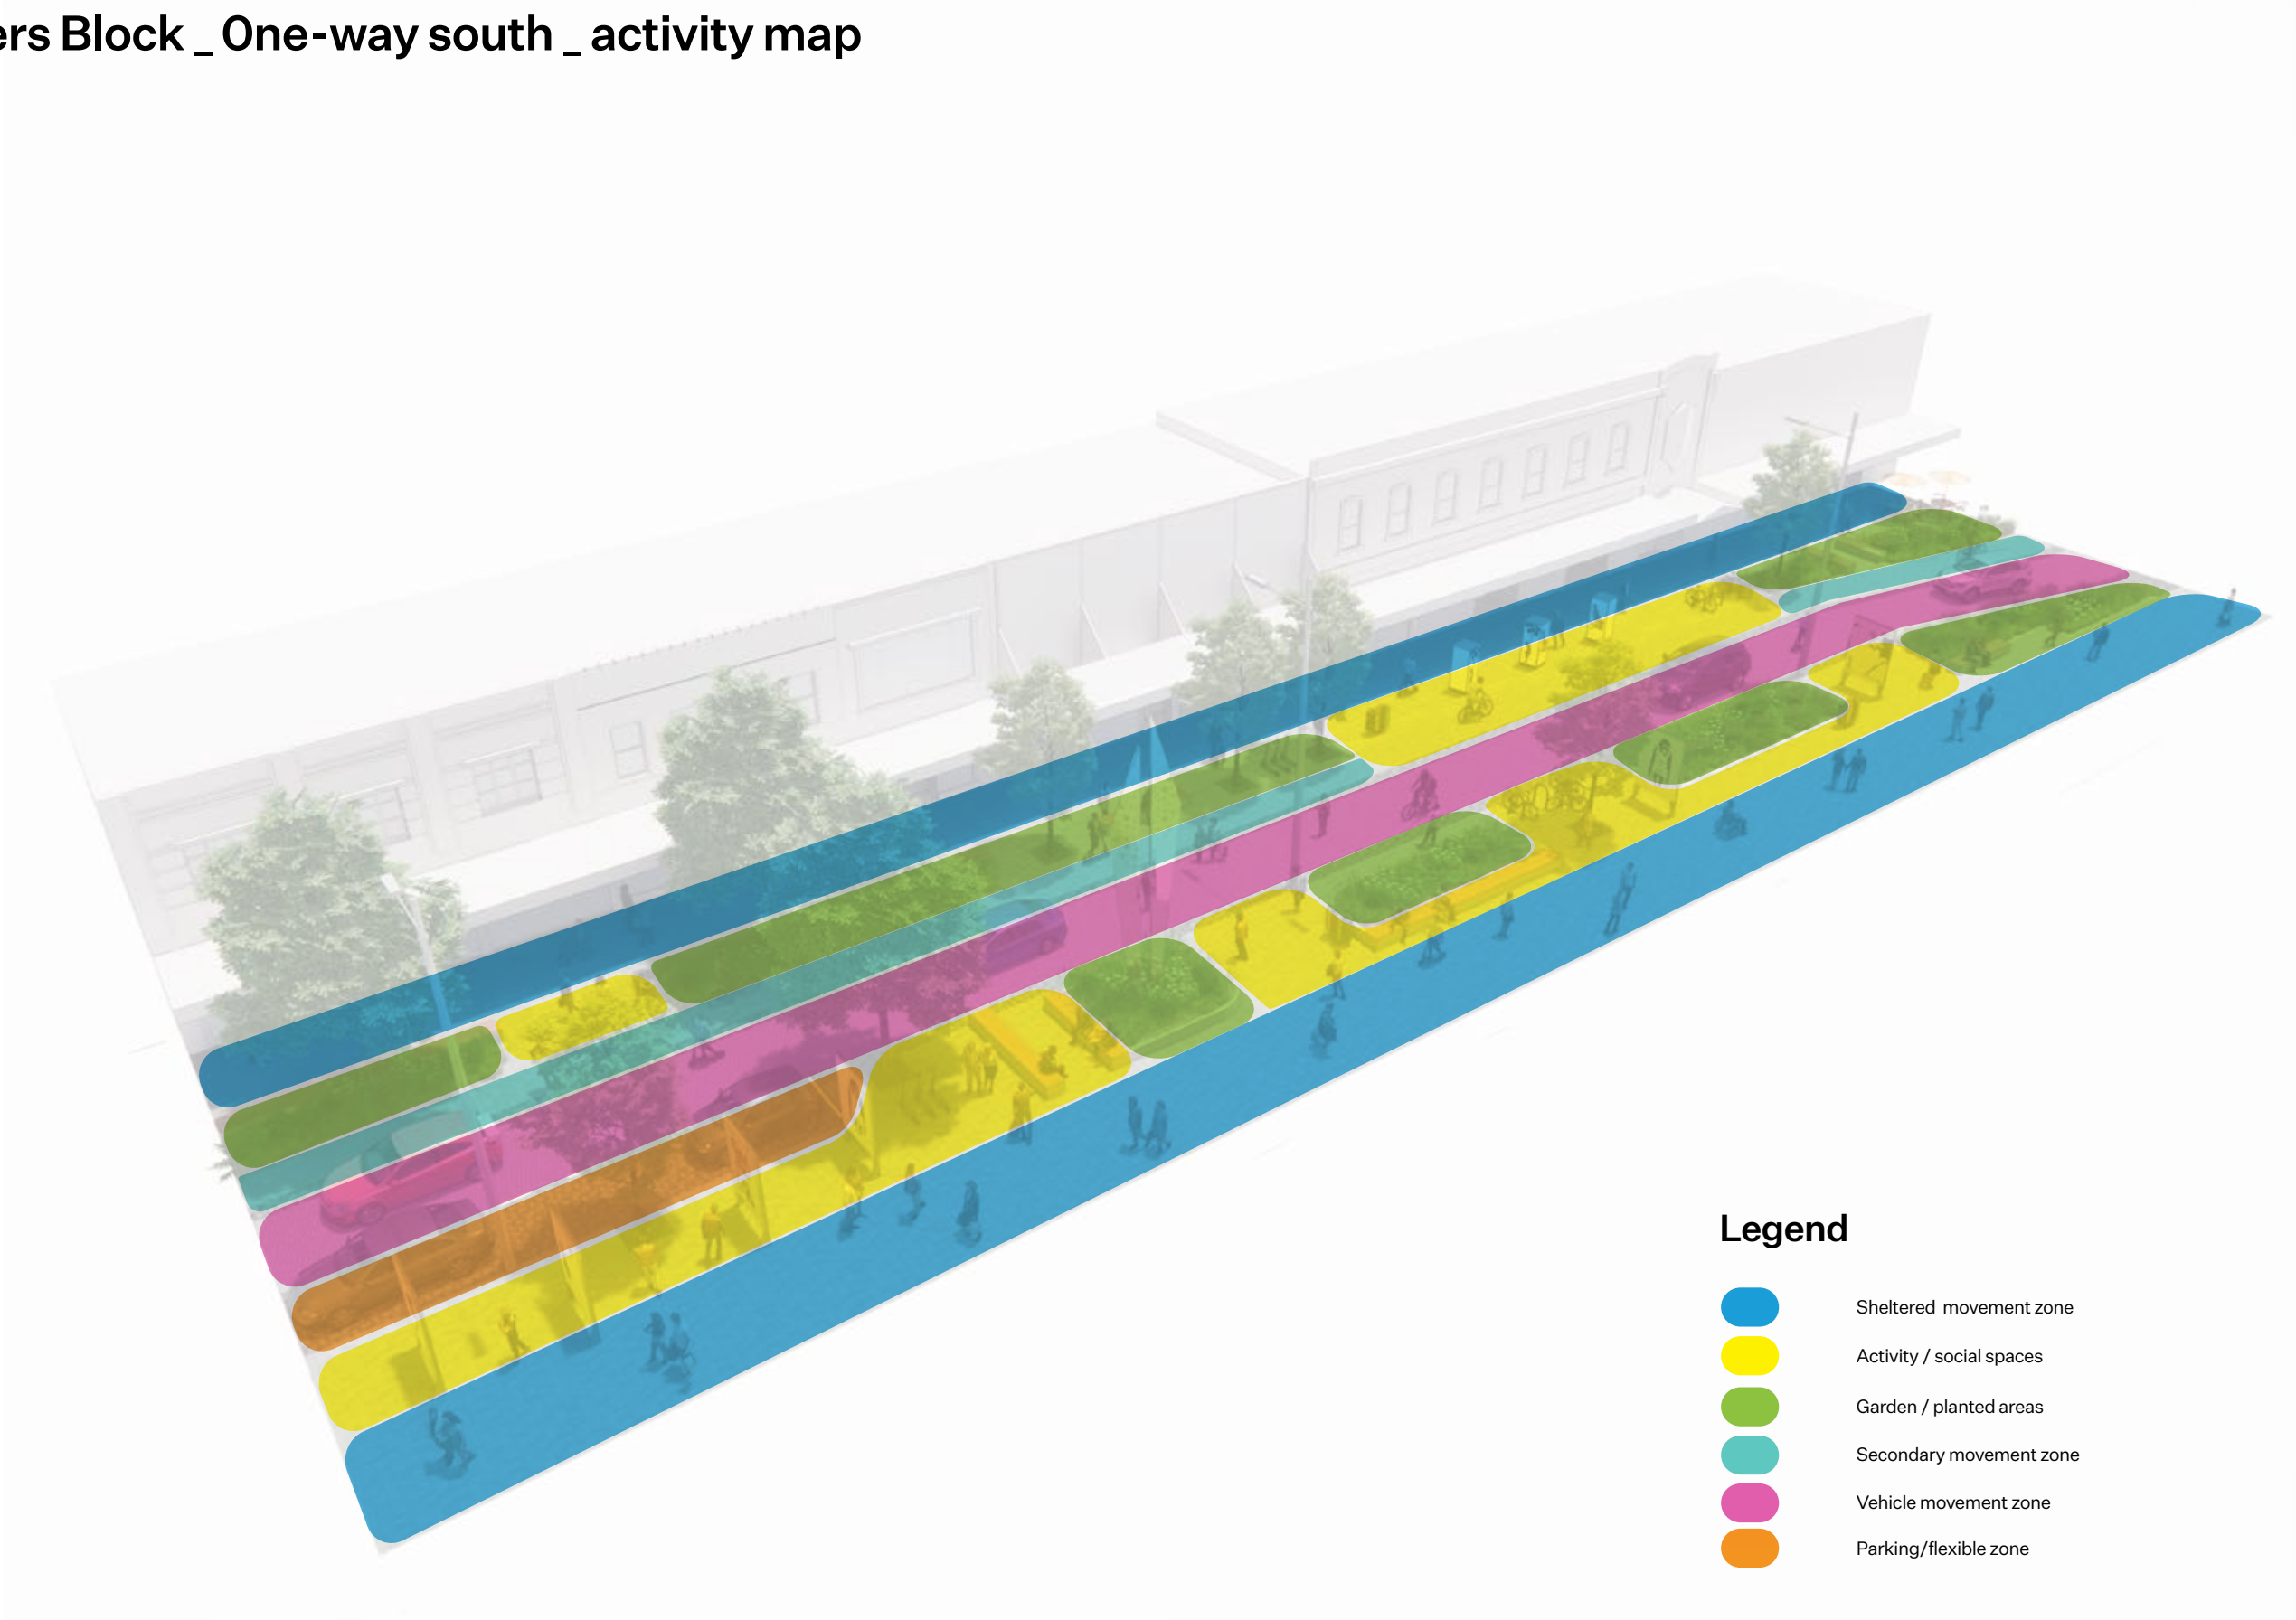 ers Block _ One-way south _ activity map
Legend
Sheltered movement zone
Activity / social spaces
Garden / planted areas
Secondary movement zone
Vehicle movement zone
Parking/flexible zone